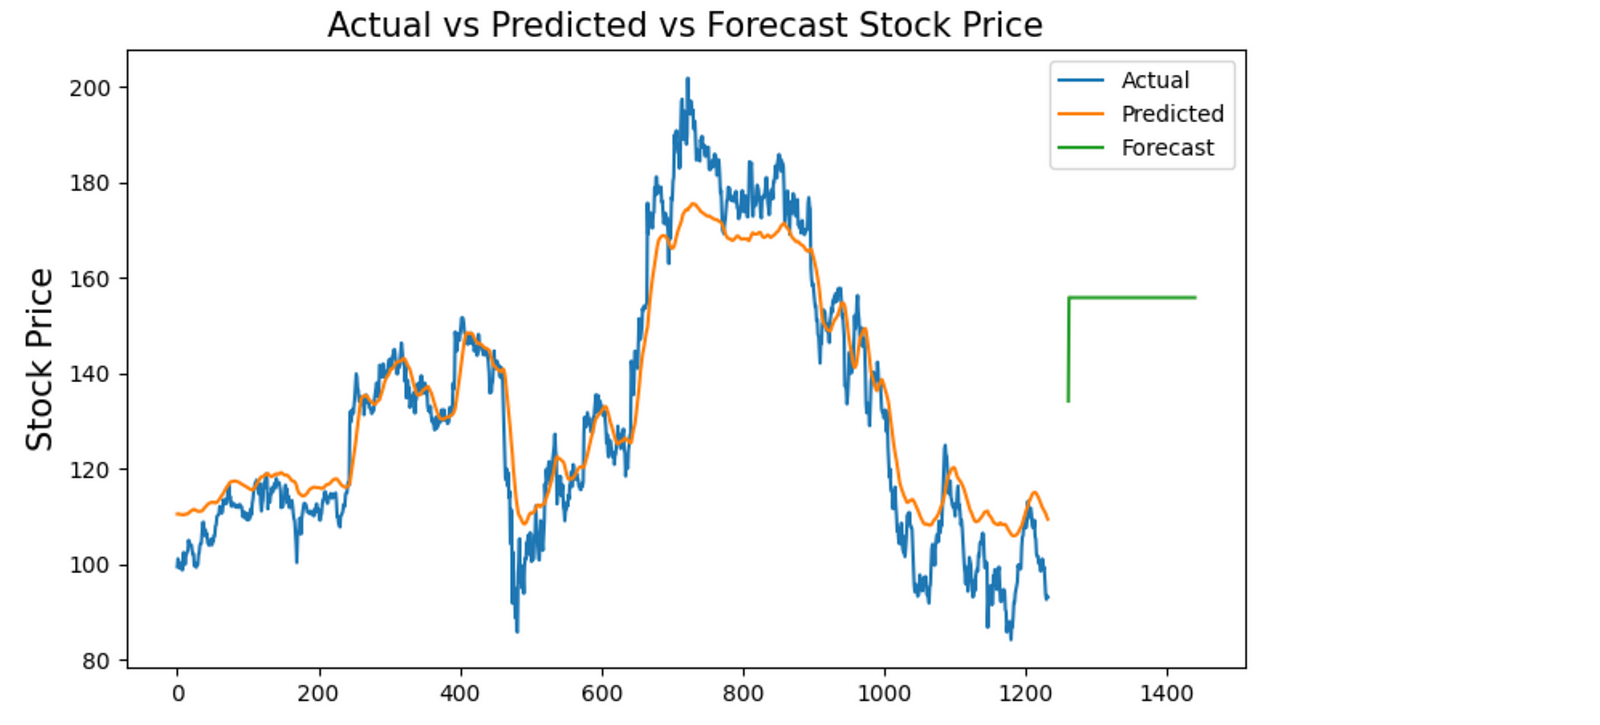 Actual vs Predicted vs Forecast Stock Price
Actual
Predicted
Forecast
Stock Price
200
180
160
140
120
100
80
0 200 400 600 800 1000 1200 1400